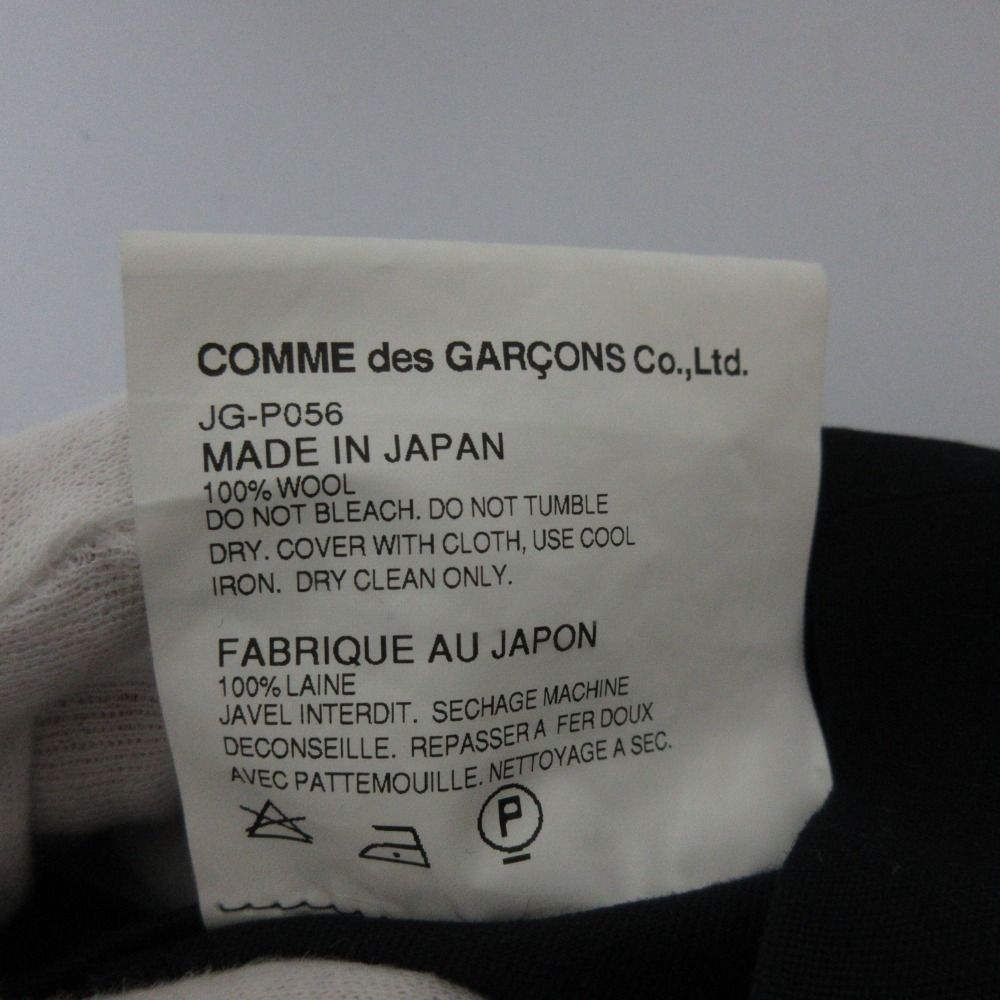 COMME des GARÇONS Co.,Ltd.
JG-P056
MADE IN JAPAN
100% WOOL
DO NOT BLEACH. DO NOT TUMBLE
DRY. COVER WITH CLOTH, USE COOL
IRON. DRY CLEAN ONLY.
FABRIQUE AU JAPON
100% LAINE
JAVEL INTERDIT. SECHAGE MACHINE
DECONSEILLE. REPASSER A FER DOUX
AVEC PATTEMOUILLE. NETTOYAGE A SEC.
P